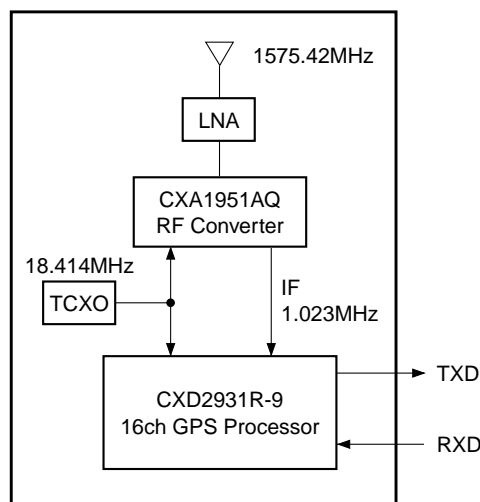 1575.42MHz
LNA
CXA1951AQ
RF Converter
18.414MHz
TCXO
IF
1.023MHz
CXD2931R-9
16ch GPS Processor
TXD
RXD